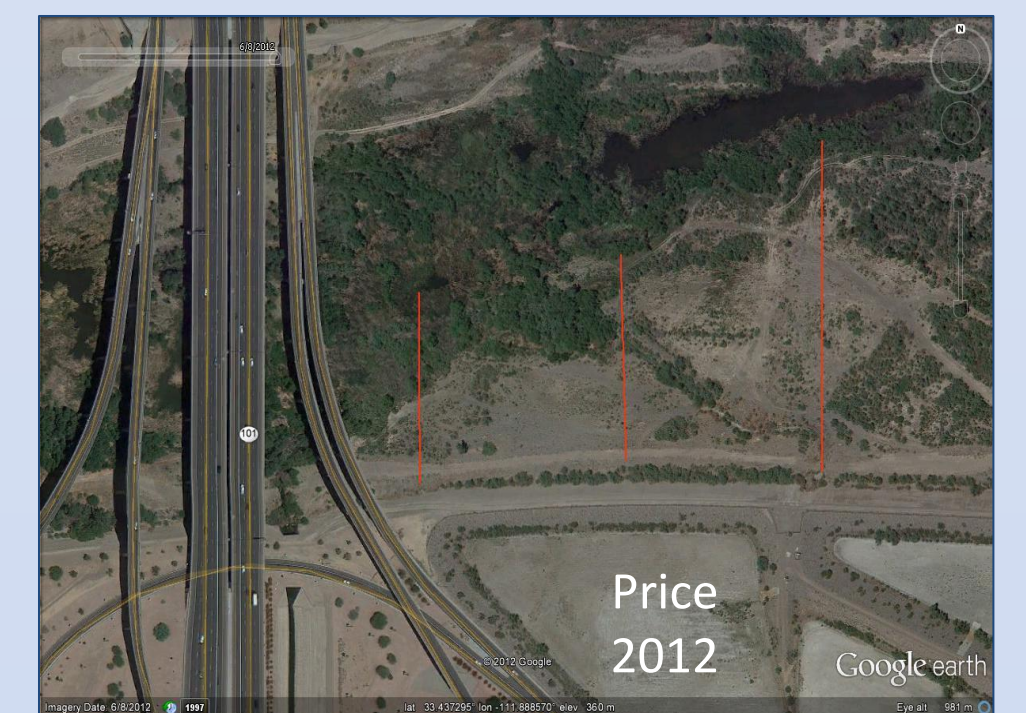 6/8/2012
N
101
Price
2012
© 2012 Google
Google earth
Imagery Date: 6/8/2012 1997 lat 33.437295° lon -111.888570° elev 360 m Eye alt 981 m